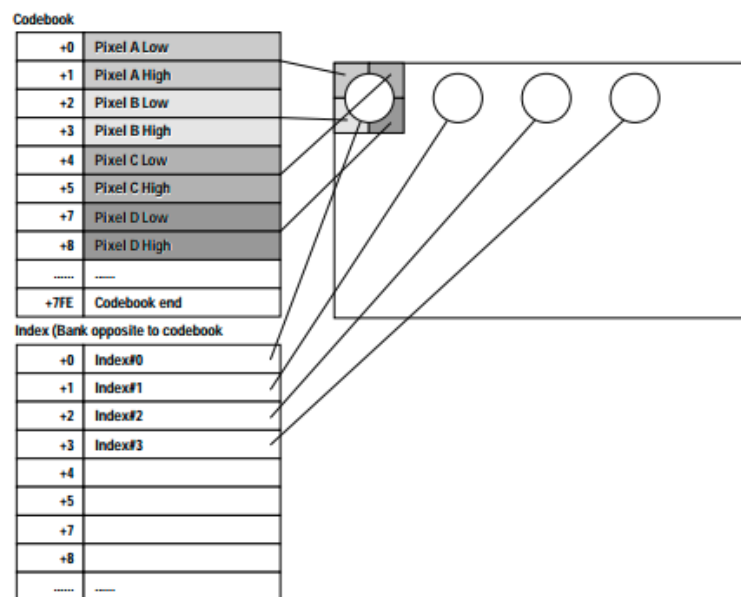 Codebook
+0 Pixel A Low
+1 Pixel A High
+2 Pixel B Low
+3 Pixel B High
+4 Pixel C Low
+5 Pixel C High
+7 Pixel D Low
+8 Pixel D High
...... ......
+7FE Codebook end
Index (Bank opposite to codebook
+0 Index#0
+1 Index#1
+2 Index#2
+3 Index#3
+4
+5
+7
+8
...... ......